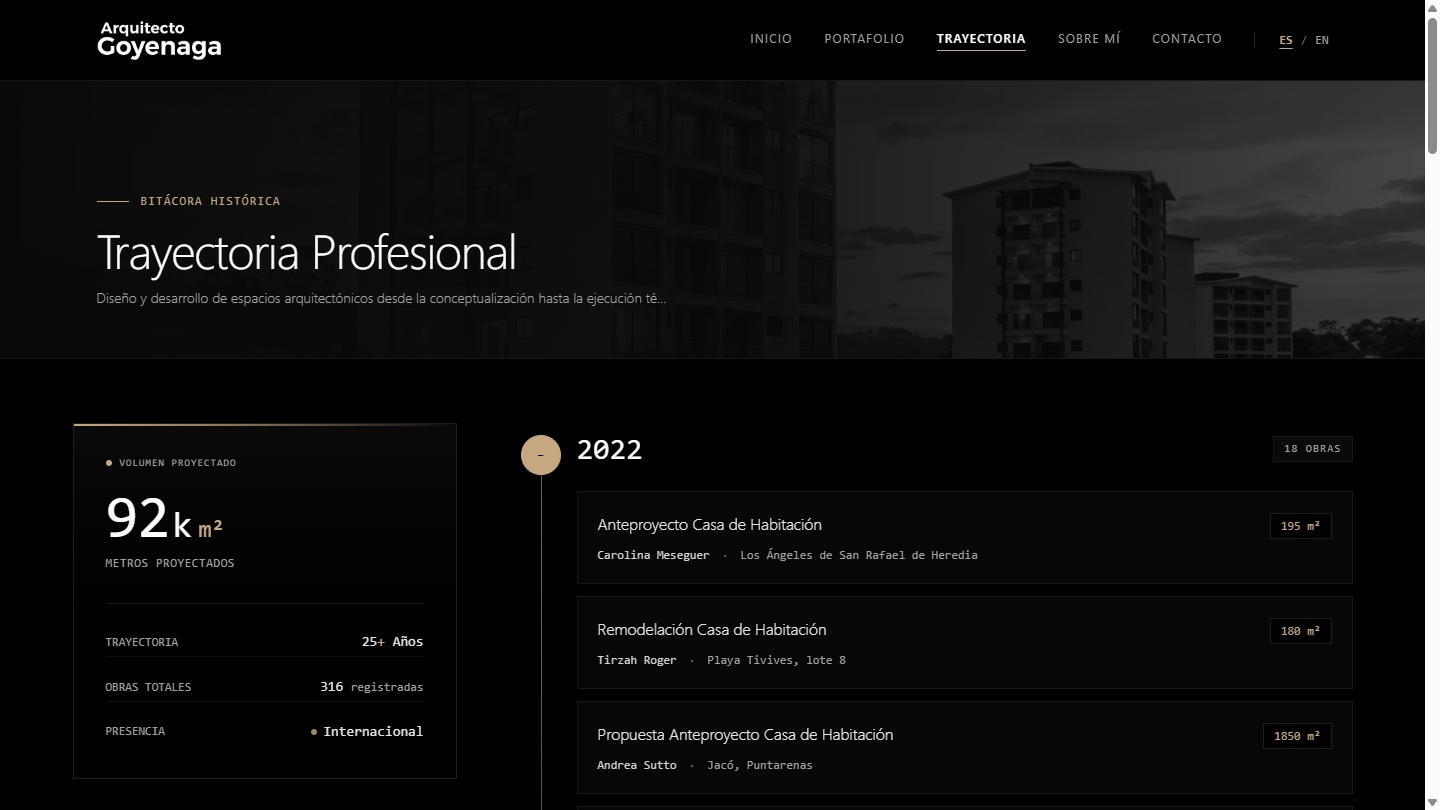 Arquitecto
Goyenaga
INICIO PORTAFOLIO TRAYECTORIA SOBRE MÍ CONTACTO ES / EN
BITÁCORA HISTÓRICA
Trayectoria Profesional
Diseño y desarrollo de espacios arquitectónicos desde la conceptualización hasta la ejecución té...
VOLUMEN PROYECTADO
92k m²
METROS PROYECTADOS
TRAYECTORIA 25+ Años
OBRAS TOTALES 316 registradas
PRESENCIA Internacional
– 2022 18 OBRAS
Anteproyecto Casa de Habitación 195 m²
Carolina Meseguer · Los Ángeles de San Rafael de Heredia
Remodelación Casa de Habitación 180 m²
Tirzah Roger · Playa Tivives, lote 8
Propuesta Anteproyecto Casa de Habitación 1850 m²
Andrea Sutto · Jacó, Puntarenas